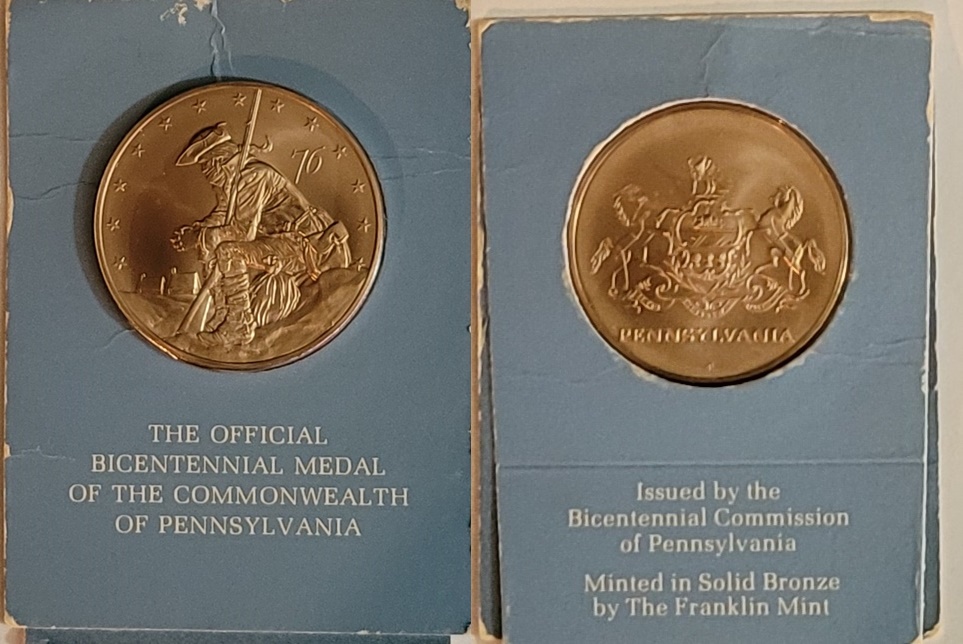 76
THE OFFICIAL
BICENTENNIAL MEDAL
OF THE COMMONWEALTH
OF PENNSYLVANIA
PENNSYLVANIA
Issued by the
Bicentennial Commission
of Pennsylvania
Minted in Solid Bronze
by The Franklin Mint